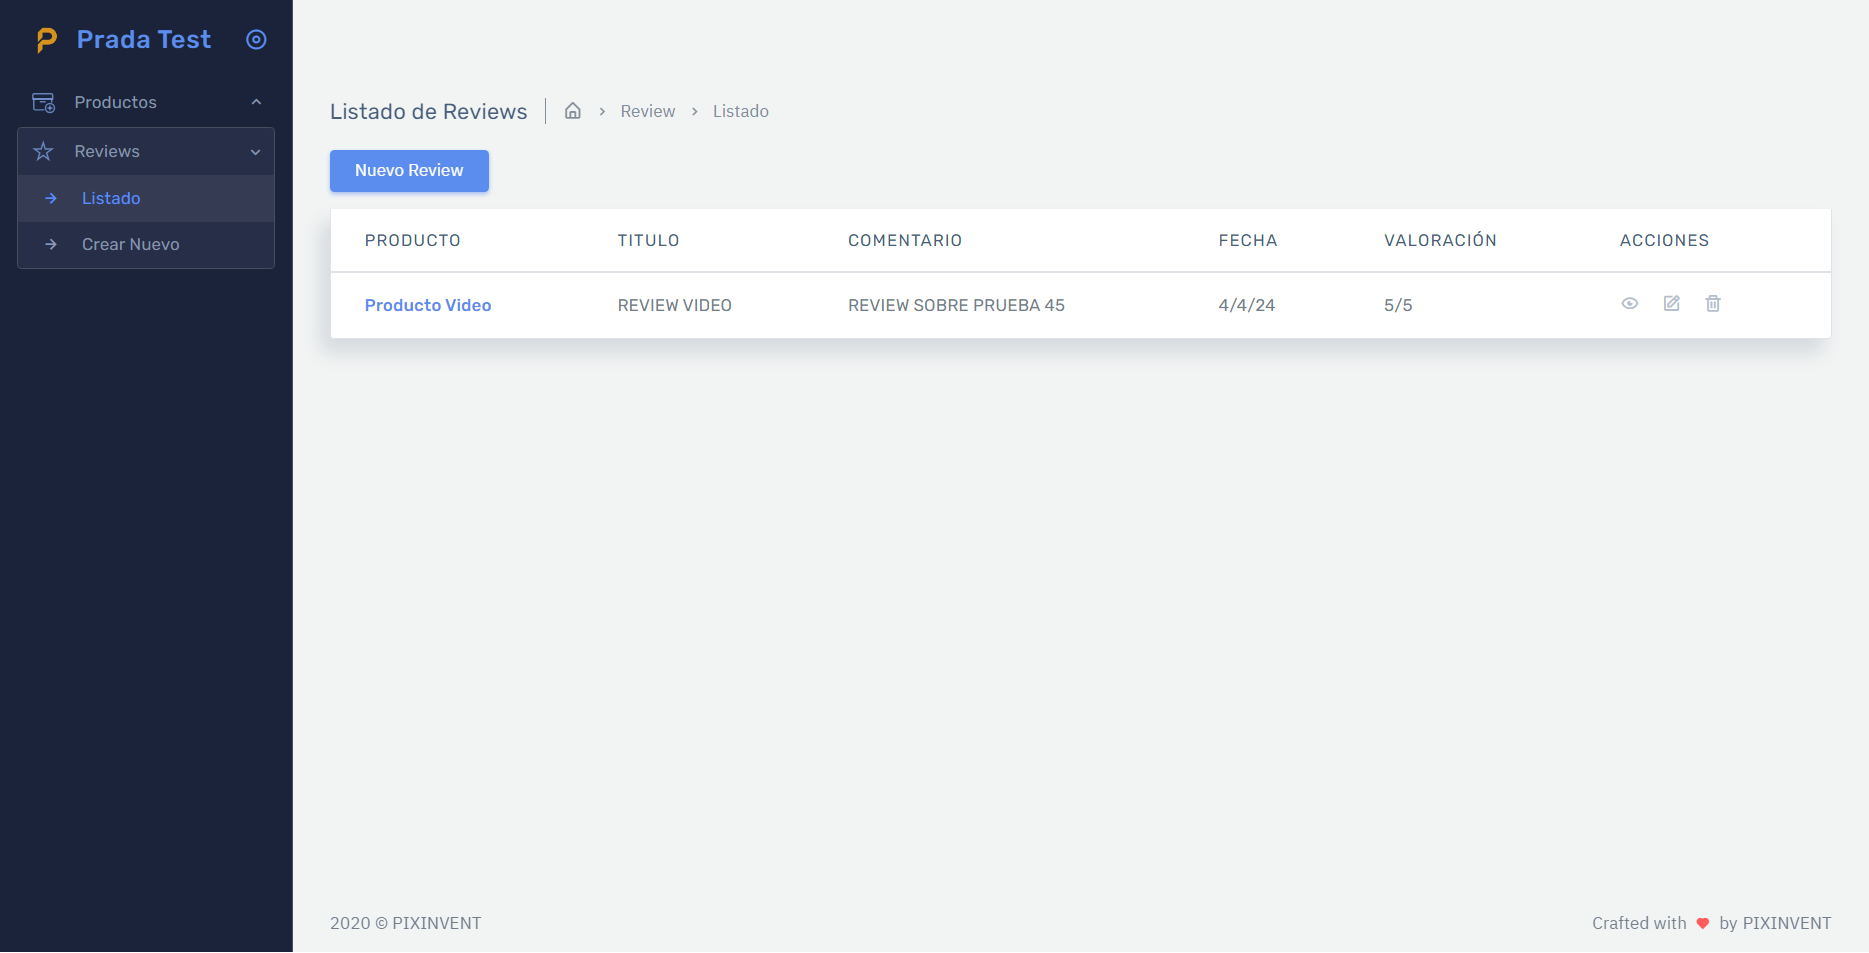 Prada Test
Productos
Reviews
Listado
Crear Nuevo
Listado de Reviews Review Listado
Nuevo Review
PRODUCTO TITULO COMENTARIO FECHA VALORACIÓN ACCIONES
Producto Video REVIEW VIDEO REVIEW SOBRE PRUEBA 45 4/4/24 5/5
2020 © PIXINVENT Crafted with ♥ by PIXINVENT